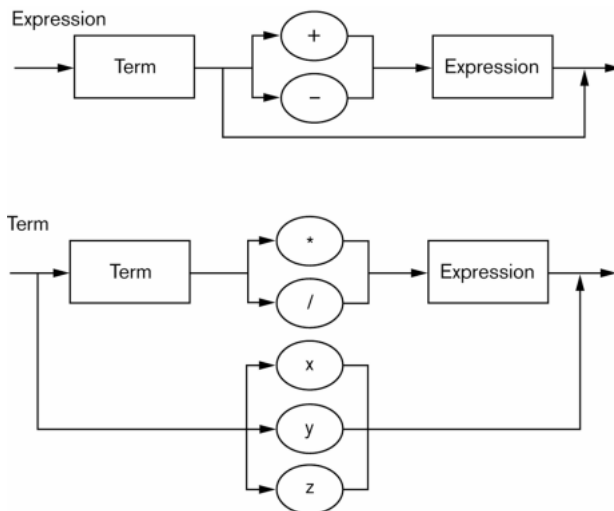 Expression
+
Term
Expression
−
Term
*
Term
Expression
/
x
y
z